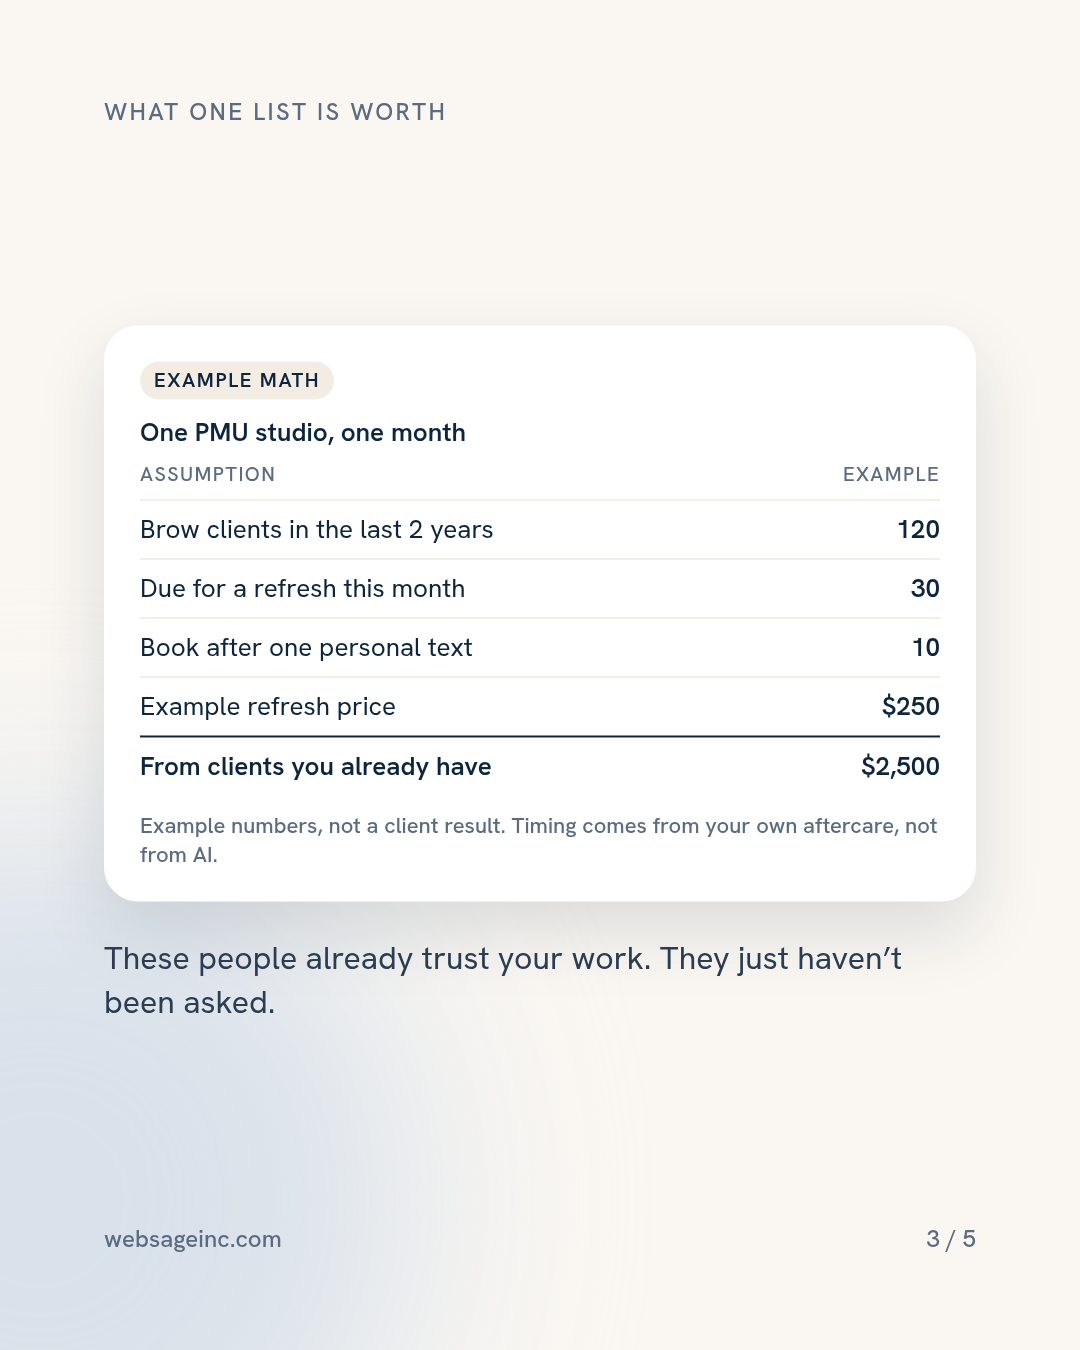 WHAT ONE LIST IS WORTH
EXAMPLE MATH
One PMU studio, one month
ASSUMPTION EXAMPLE
Brow clients in the last 2 years 120
Due for a refresh this month 30
Book after one personal text 10
Example refresh price $250
From clients you already have $2,500
Example numbers, not a client result. Timing comes from your own aftercare, not
from AI.
These people already trust your work. They just haven’t
been asked.
websageinc.com 3 / 5